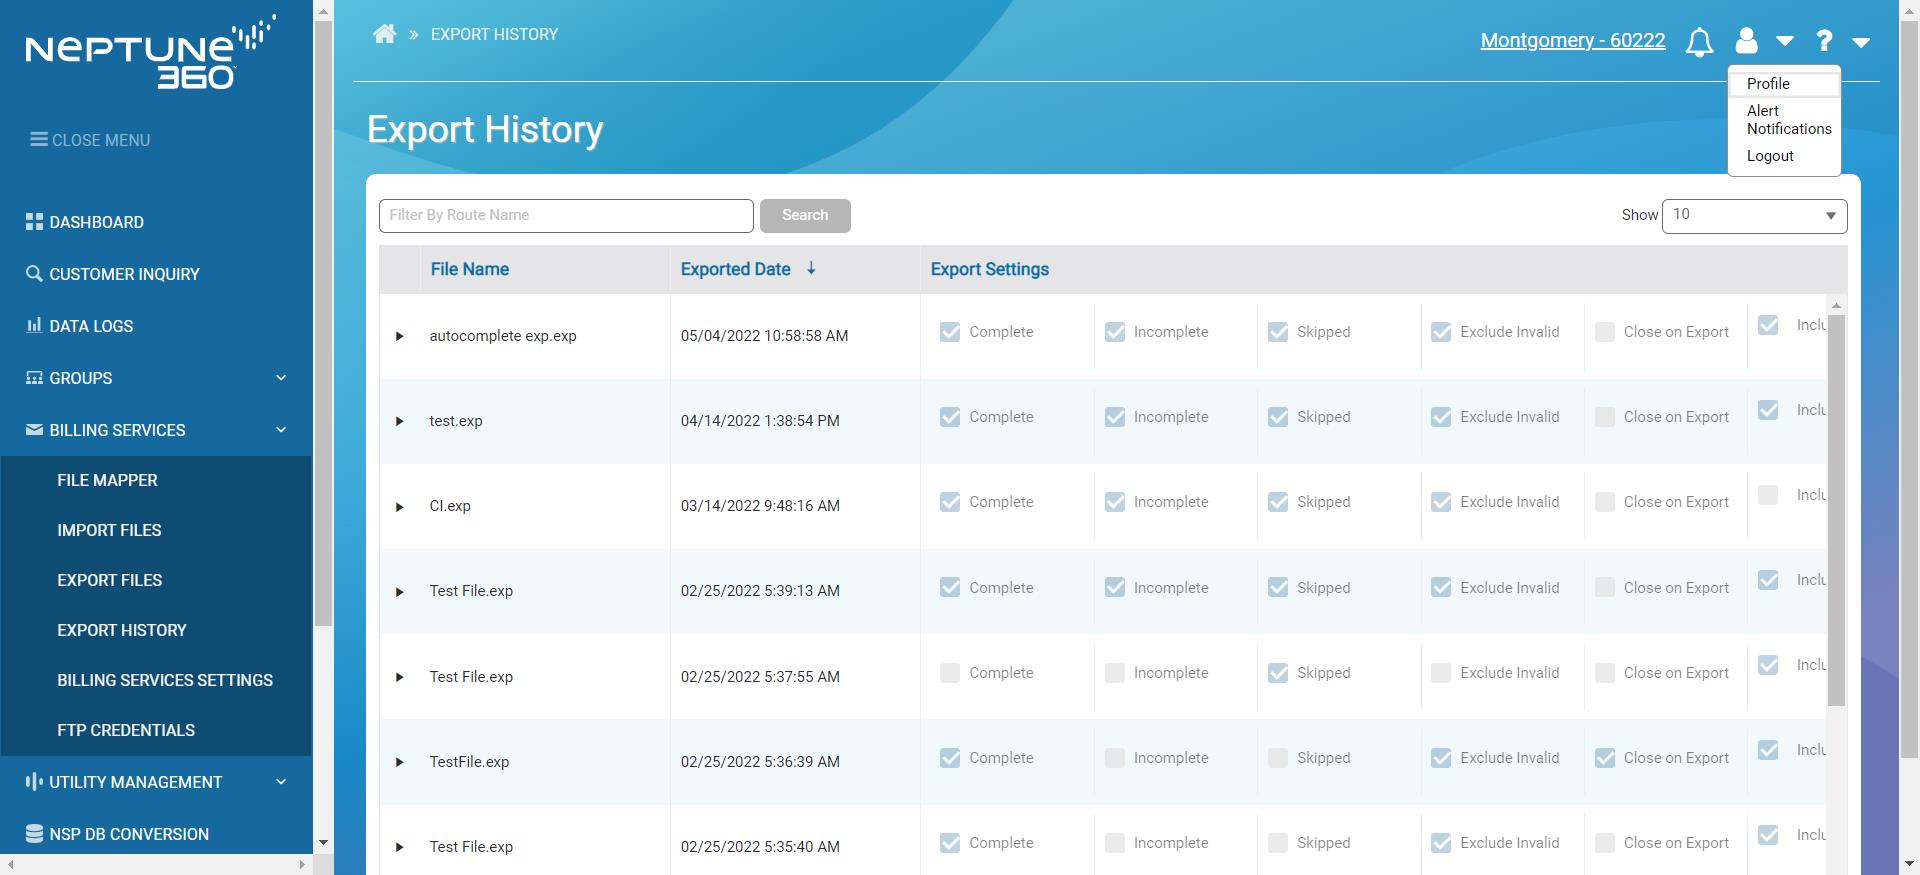 NEPTUNE
360
CLOSE MENU
DASHBOARD
CUSTOMER INQUIRY
DATA LOGS
GROUPS
BILLING SERVICES
FILE MAPPER
IMPORT FILES
EXPORT FILES
EXPORT HISTORY
BILLING SERVICES SETTINGS
FTP CREDENTIALS
UTILITY MANAGEMENT
NSP DB CONVERSION
» EXPORT HISTORY
Montgomery - 60222 ?
Profile
Alert
Notifications
Logout
Export History
Filter By Route Name Search Show 10
File Name Exported Date ↓ Export Settings
autocomplete exp.exp 05/04/2022 10:58:58 AM Complete Incomplete Skipped Exclude Invalid Close on Export Inclu
test.exp 04/14/2022 1:38:54 PM Complete Incomplete Skipped Exclude Invalid Close on Export Inclu
CI.exp 03/14/2022 9:48:16 AM Complete Incomplete Skipped Exclude Invalid Close on Export Inclu
Test File.exp 02/25/2022 5:39:13 AM Complete Incomplete Skipped Exclude Invalid Close on Export Inclu
Test File.exp 02/25/2022 5:37:55 AM Complete Incomplete Skipped Exclude Invalid Close on Export Inclu
TestFile.exp 02/25/2022 5:36:39 AM Complete Incomplete Skipped Exclude Invalid Close on Export Inclu
Test File.exp 02/25/2022 5:35:40 AM Complete Incomplete Skipped Exclude Invalid Close on Export Inclu